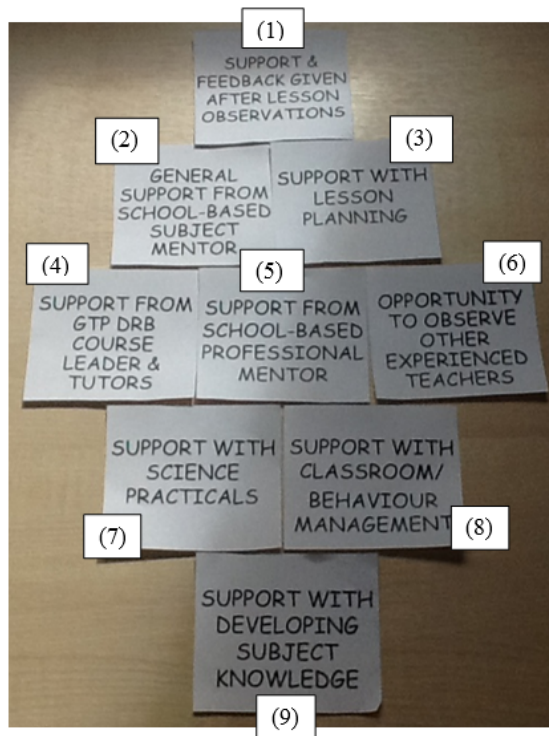 (1)
SUPPORT &
FEEDBACK GIVEN
AFTER LESSON
OBSERVATIONS
(2)
GENERAL
SUPPORT FROM
SCHOOL-BASED
SUBJECT
MENTOR
(3)
SUPPORT WITH
LESSON
PLANNING
(4)
SUPPORT FROM
GTP DRB
COURSE
LEADER &
TUTORS
(5)
SUPPORT FROM
SCHOOL-BASED
PROFESSIONAL
MENTOR
(6)
OPPORTUNITY
TO OBSERVE
OTHER
EXPERIENCED
TEACHERS
SUPPORT WITH
SCIENCE
PRACTICALS
(7)
SUPPORT WITH
CLASSROOM/
BEHAVIOUR
MANAGEMENT
(8)
SUPPORT WITH
DEVELOPING
SUBJECT
KNOWLEDGE
(9)